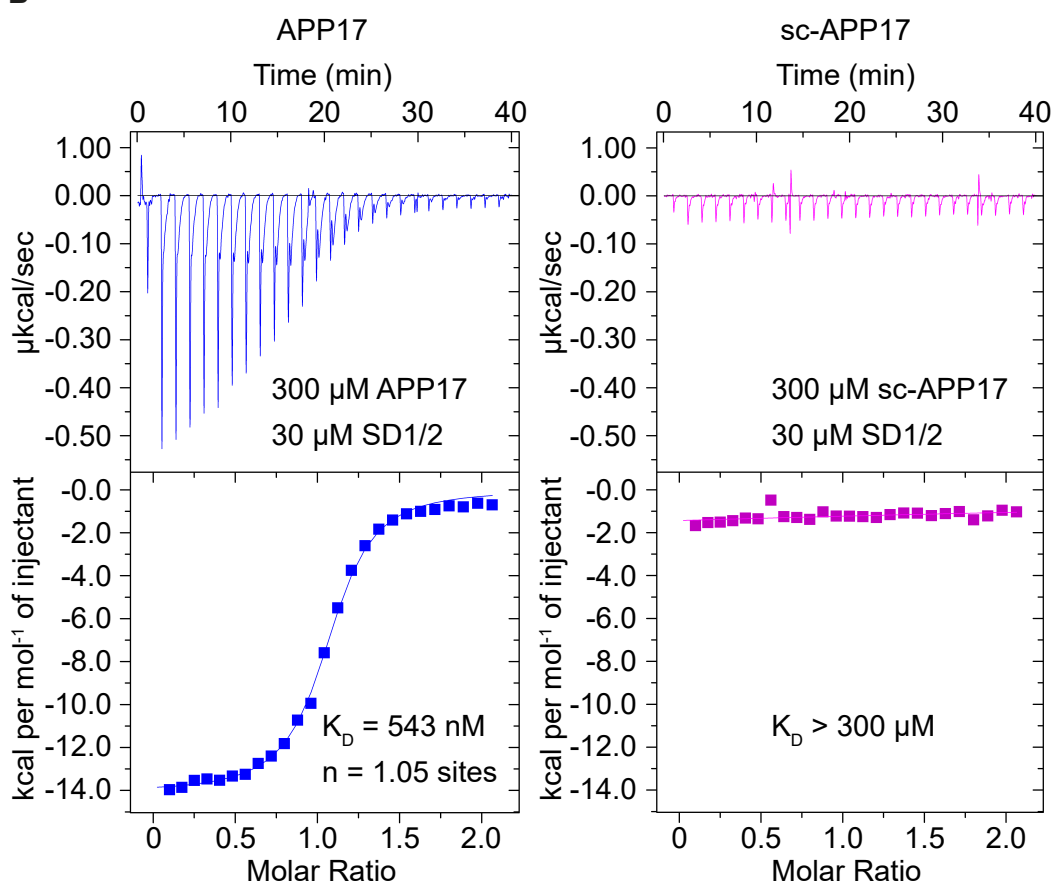 APP17
Time (min)
0 10 20 30 40
1.00
0.00
-0.10
-0.20
-0.30
-0.40
-0.50
µkcal/sec
300 µM APP17
30 µM SD1/2
-0.0
-2.0
-4.0
-6.0
-8.0
-10.0
-12.0
-14.0
kcal per mol⁻¹ of injectant
K_D = 543 nM
n = 1.05 sites
0 0.5 1.0 1.5 2.0
Molar Ratio
sc-APP17
Time (min)
0 10 20 30 40
1.00
0.00
-0.10
-0.20
-0.30
-0.40
-0.50
µkcal/sec
300 µM sc-APP17
30 µM SD1/2
-0.0
-2.0
-4.0
-6.0
-8.0
-10.0
-12.0
-14.0
kcal per mol⁻¹ of injectant
K_D > 300 µM
0 0.5 1.0 1.5 2.0
Molar Ratio